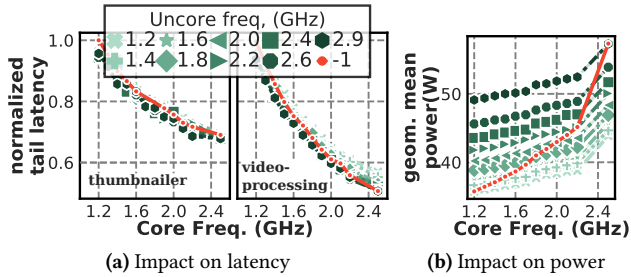 Uncore freq, (GHz)
1.2 1.6 2.0 2.4 2.9
1.4 1.8 2.2 2.6 -1
normalized
tail latency
1.0
0.8
0.6
thumbnailer
video-
processing
1.2 1.6 2.0 2.4
1.2 1.6 2.0 2.4
Core Freq. (GHz)
(a) Impact on latency
geom. mean
power(W)
50
40
1.2 1.6 2.0 2.4
Core Freq. (GHz)
(b) Impact on power